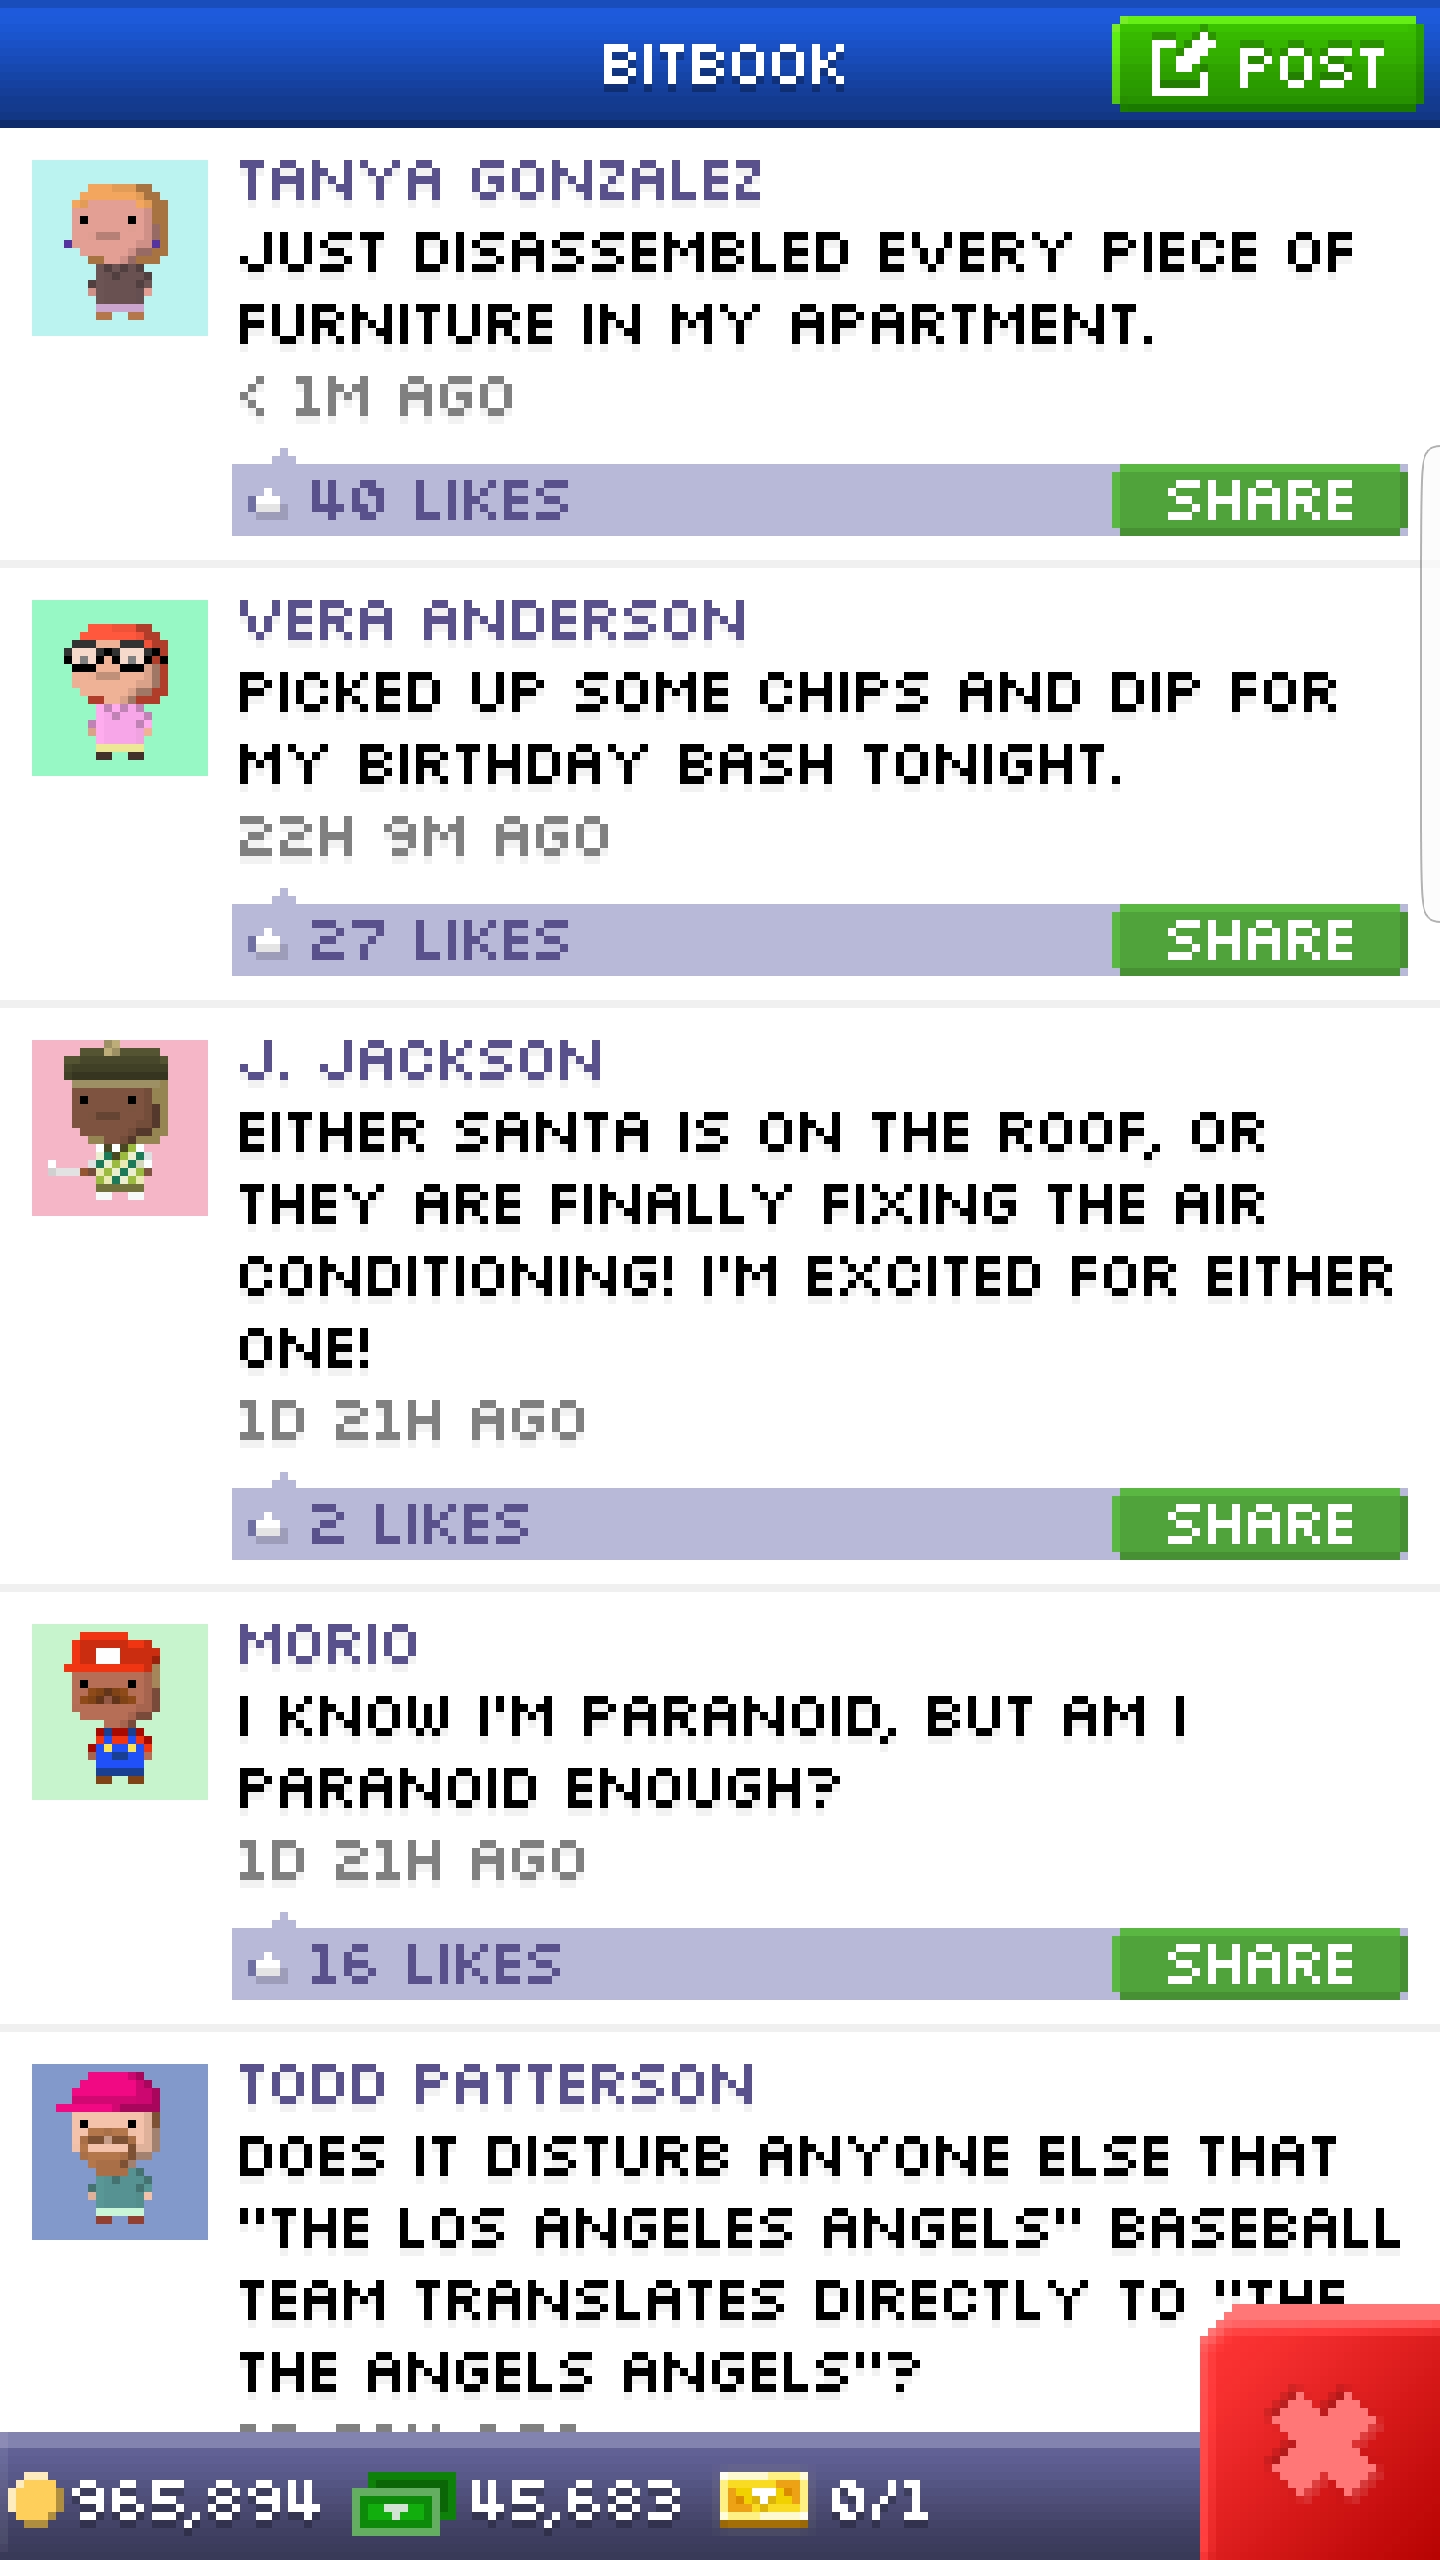 BITBOOK
POST
TANYA GONZALEZ
JUST DISASSEMBLED EVERY PIECE OF
FURNITURE IN MY APARTMENT.
< 1M AGO
40 LIKES
SHARE
VERA ANDERSON
PICKED UP SOME CHIPS AND DIP FOR
MY BIRTHDAY BASH TONIGHT.
22H 9M AGO
27 LIKES
SHARE
J. JACKSON
EITHER SANTA IS ON THE ROOF, OR
THEY ARE FINALLY FIXING THE AIR
CONDITIONING! I'M EXCITED FOR EITHER
ONE!
1D 21H AGO
2 LIKES
SHARE
MORIO
I KNOW I'M PARANOID, BUT AM I
PARANOID ENOUGH?
1D 21H AGO
16 LIKES
SHARE
TODD PATTERSON
DOES IT DISTURB ANYONE ELSE THAT
"THE LOS ANGELES ANGELS" BASEBALL
TEAM TRANSLATES DIRECTLY TO "THE
THE ANGELS ANGELS"?
965,894
45,683
0/1